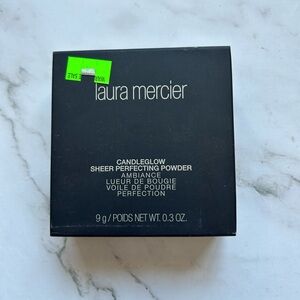 laura mercier
CANDLEGLOW
SHEER PERFECTING POWDER
AMBIANCE
LUEUR DE BOUGIE
VOILE DE POUDRE
PERFECTION
9 g / POIDS NET WT. 0.3 OZ.